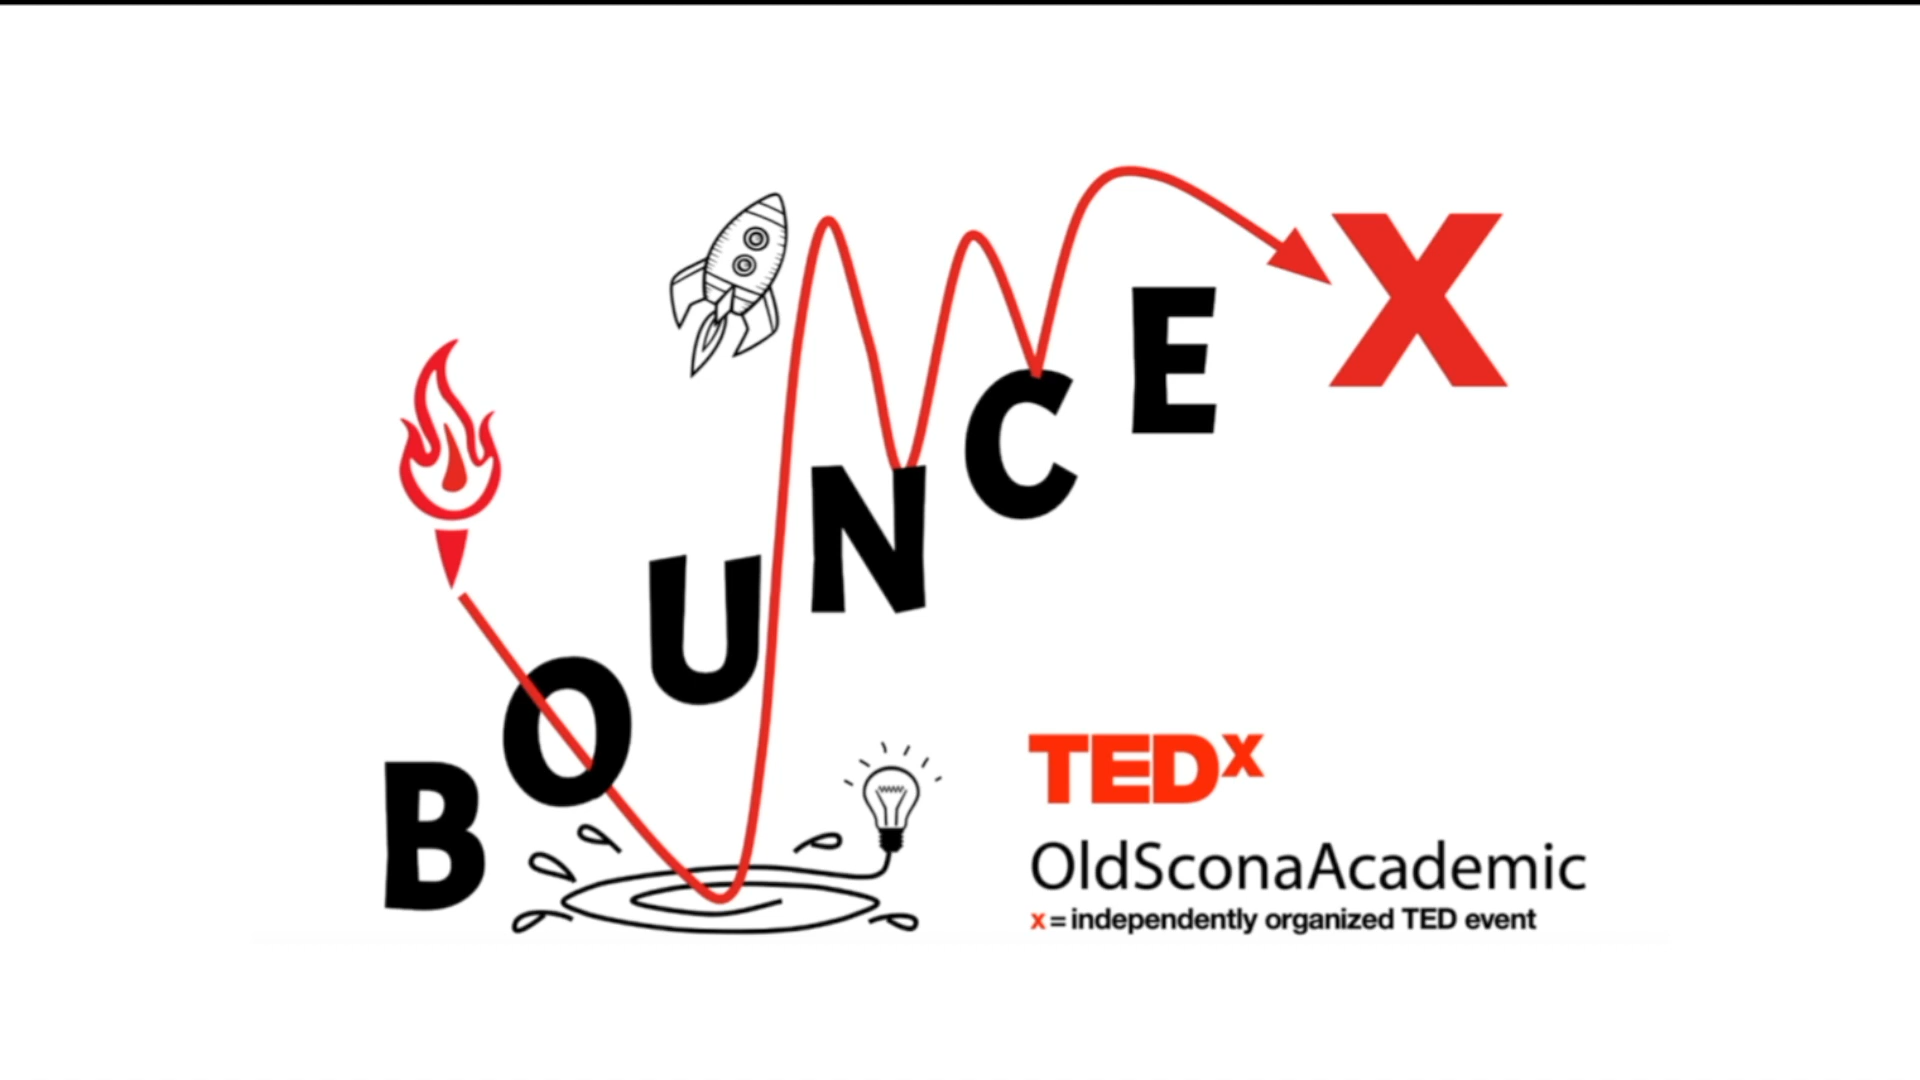 BOUNCE X
TEDx
OldSconaAcademic
x = independently organized TED event